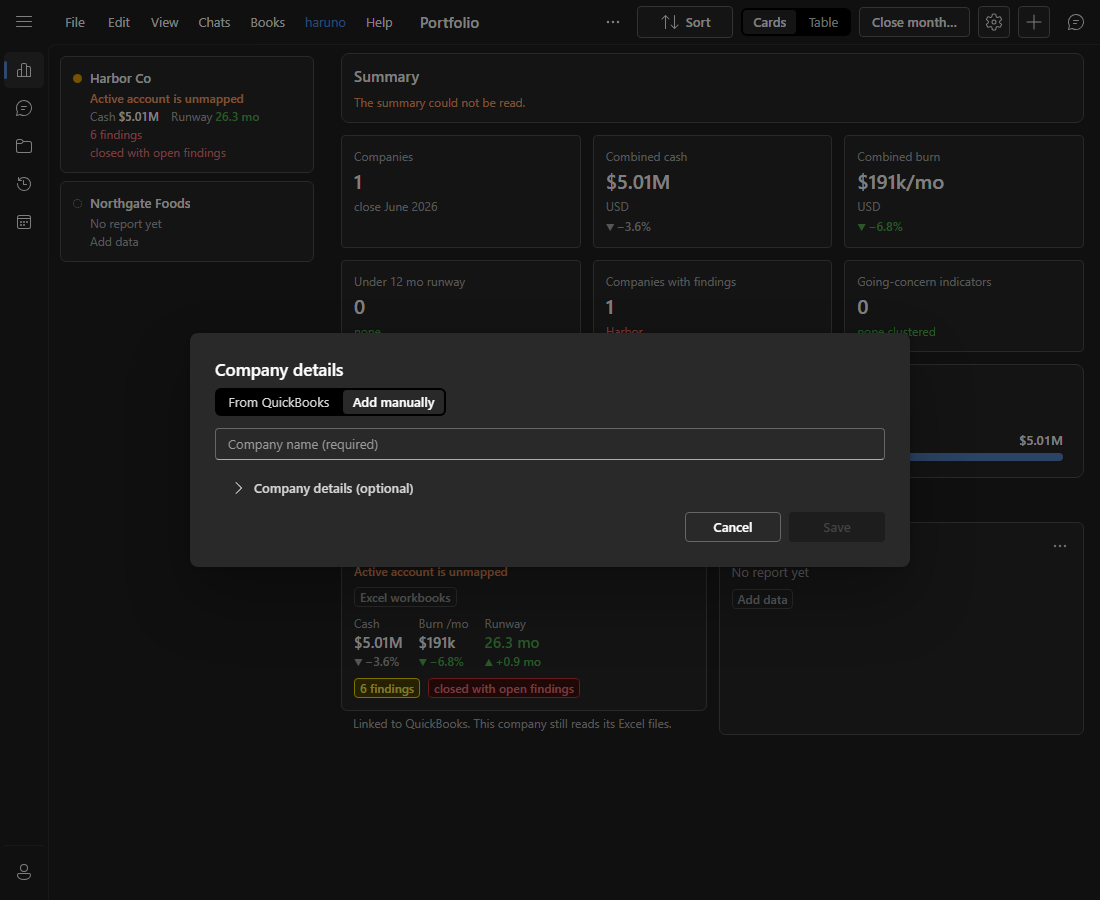 File Edit View Chats Books haruno Help Portfolio ... Sort Cards Table Close month...
Harbor Co
Active account is unmapped
Cash $5.01M Runway 26.3 mo
6 findings
closed with open findings
Northgate Foods
No report yet
Add data
Summary
The summary could not be read.
Companies
1
close June 2026
Combined cash
$5.01M
USD
▼ −3.6%
Combined burn
$191k/mo
USD
▼ −6.8%
Under 12 mo runway
0
none
Companies with findings
1
Harbor
Going-concern indicators
0
none clustered
Company details
From QuickBooks Add manually
Company name (required)
Company details (optional)
Cancel Save
$5.01M
Active account is unmapped
Excel workbooks
Cash Burn /mo Runway
$5.01M $191k 26.3 mo
▼ −3.6% ▼ −6.8% ▲ +0.9 mo
6 findings closed with open findings
Linked to QuickBooks. This company still reads its Excel files.
...
No report yet
Add data